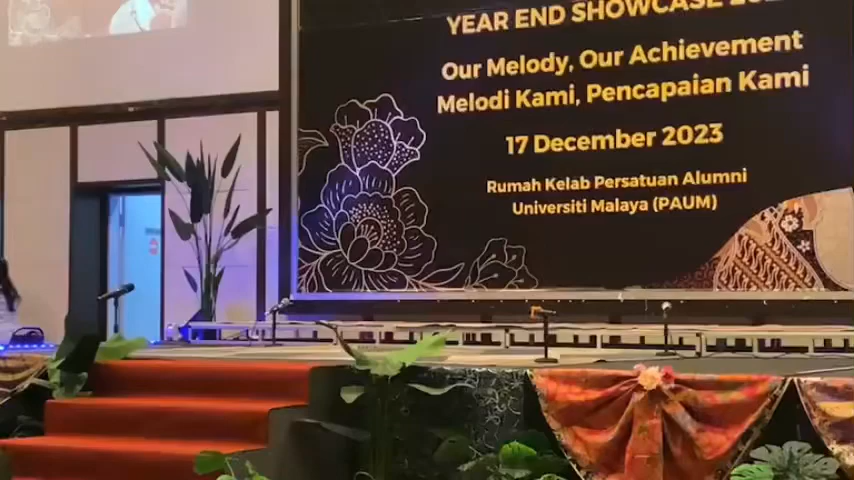 YEAR END SHOWCASE
Our Melody, Our Achievement
Melodi Kami, Pencapaian Kami
17 December 2023
Rumah Kelab Persatuan Alumni
Universiti Malaya (PAUM)